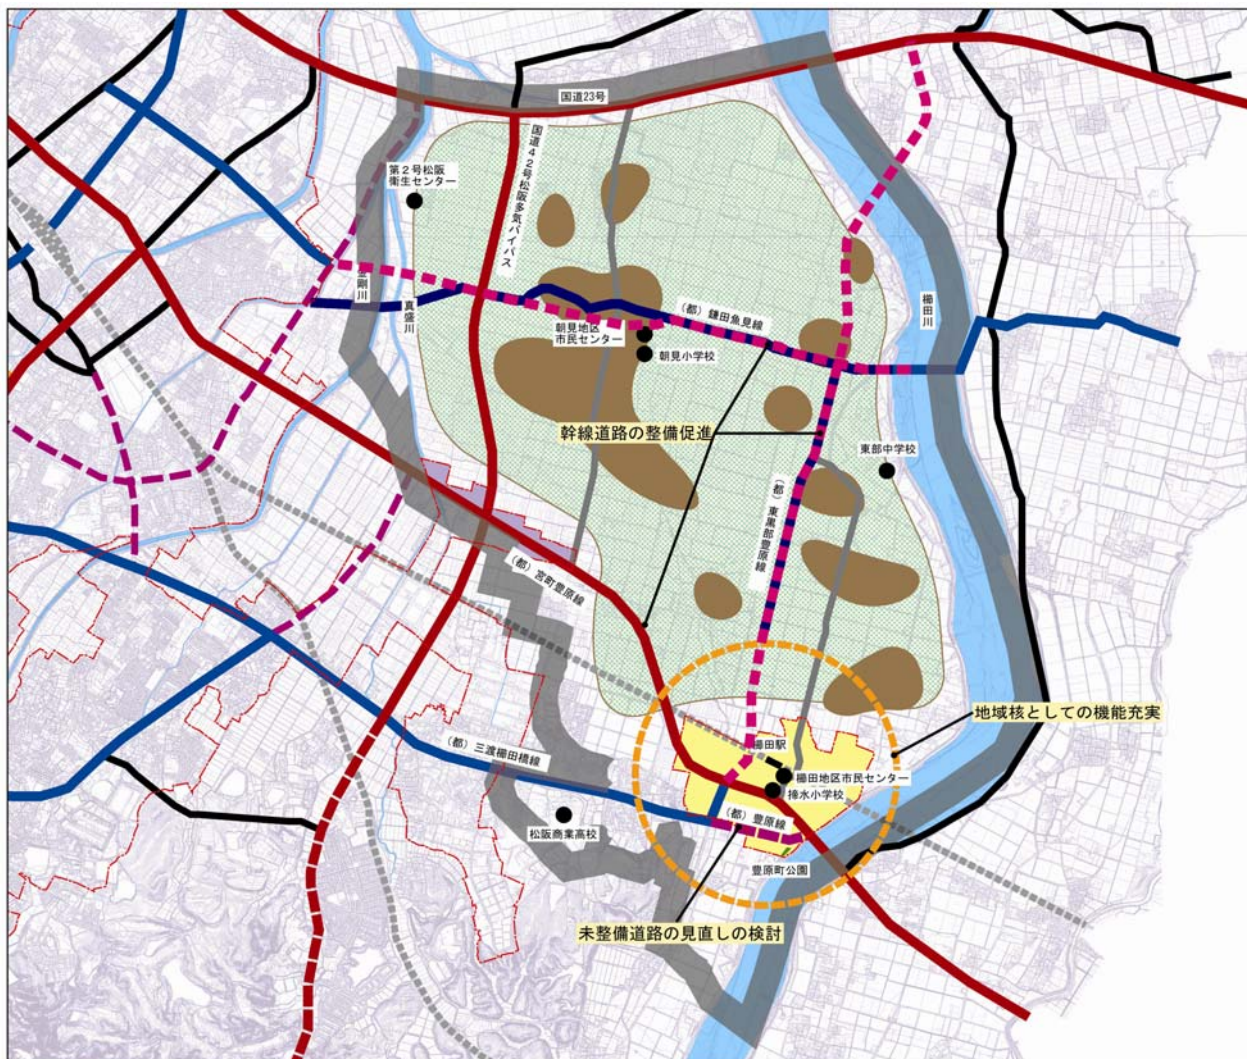 国道23号
国道42号松阪多気バイパス
第2号松阪
衛生センター
金剛川
真盛川
(都)鎌田魚見線
櫛田川
朝見地区
市民センター
朝見小学校
幹線道路の整備促進
東部中学校
(都)東黒部豊原線
(都)宮町豊原線
地域核としての機能充実
櫛田駅
(都)三渡櫛田橋線
櫛田地区市民センター
揥水小学校
(都)豊原線
松阪商業高校
豊原町公園
未整備道路の見直しの検討